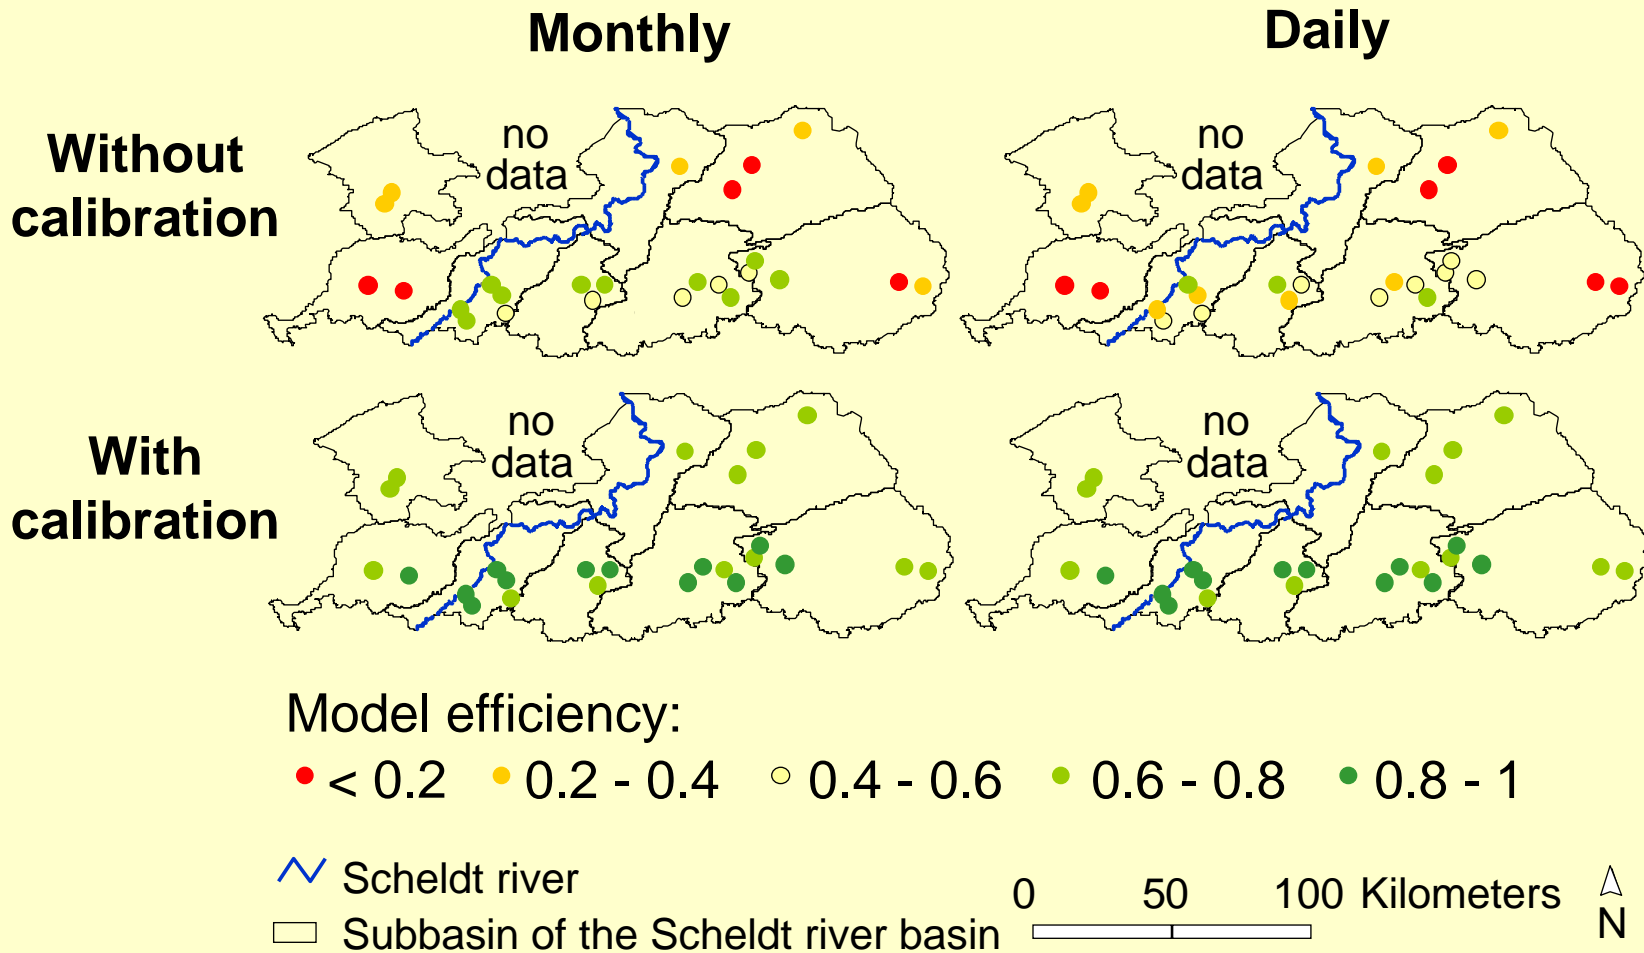 Monthly
Daily
Without
calibration
no
data
no
data
With
calibration
no
data
no
data
Model efficiency:
< 0.2
0.2 - 0.4
0.4 - 0.6
0.6 - 0.8
0.8 - 1
Scheldt river
Subbasin of the Scheldt river basin
0 50 100 Kilometers
N